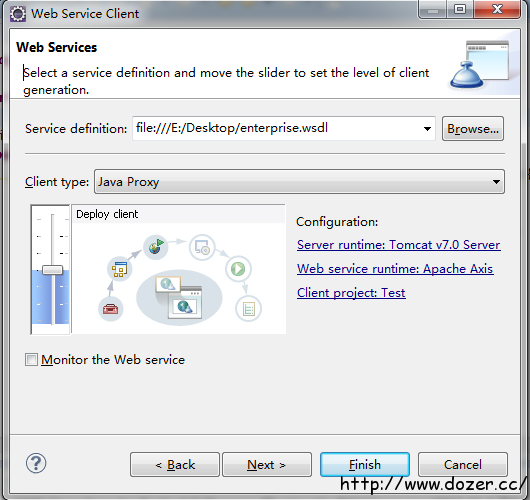 Web Service Client
Web Services
Select a service definition and move the slider to set the level of client
generation.
Service definition: file:///E:/Desktop/enterprise.wsdl Browse...
Client type: Java Proxy
Deploy client
Configuration:
Server runtime: Tomcat v7.0 Server
Web service runtime: Apache Axis
Client project: Test
Monitor the Web service
? < Back Next > Finish Cancel
http://www.dozer.cc/